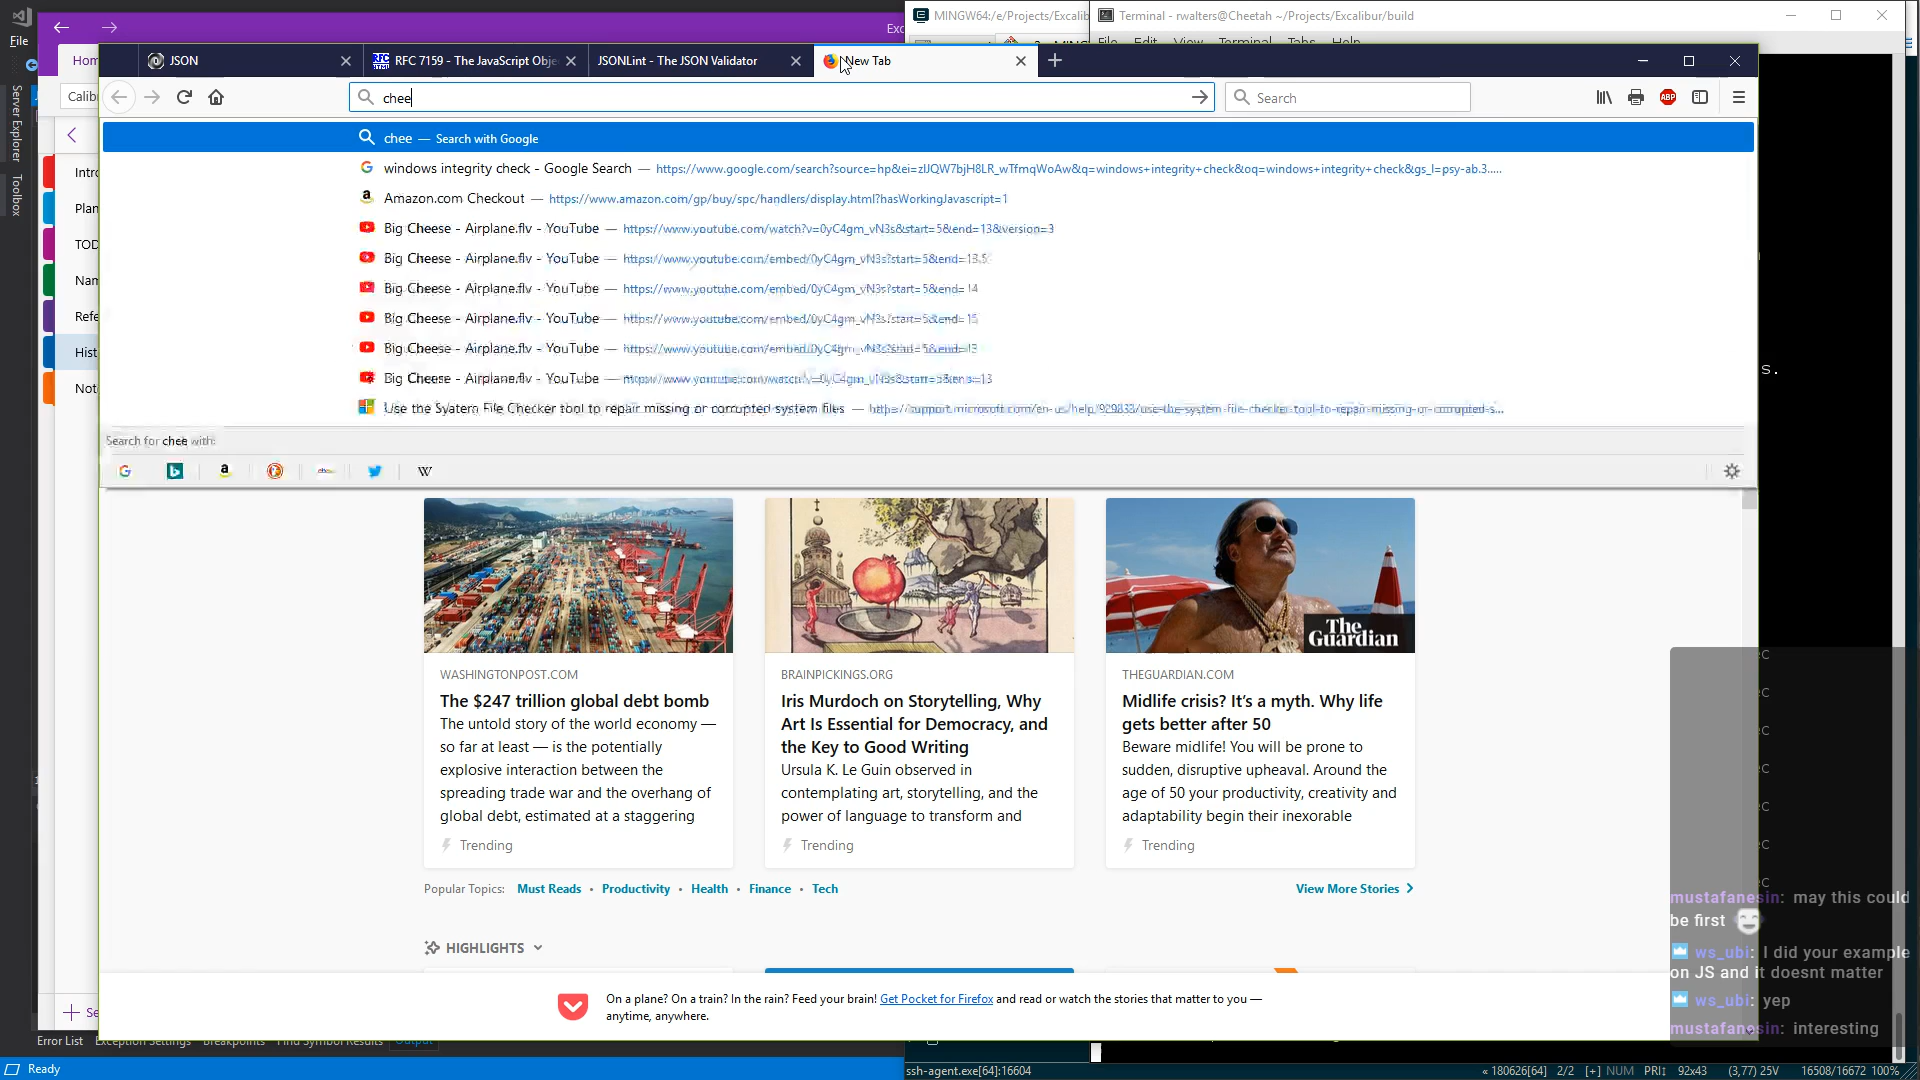 MINGW64:/e/Projects/Excalib
Terminal - rwalters@Cheetah ~/Projects/Excalibur/build
File
Exc
File Edit View Terminal Tabs Help
Hom
JSON
RFC 7159 - The JavaScript Obje
JSONLint - The JSON Validator
New Tab
Calib
chee
Search
Server Explorer
Toolbox
chee — Search with Google
windows integrity check - Google Search — https://www.google.com/search?source=hp&ei=zIJQW7bjH8LR_wTfmqWoAw&q=windows+integrity+check&oq=windows+integrity+check&gs_l=psy-ab.3.....
Amazon.com Checkout — https://www.amazon.com/gp/buy/spc/handlers/display.html?hasWorkingJavascript=1
Big Cheese - Airplane.flv - YouTube — https://www.youtube.com/watch?v=0yC4gm_vN3s&start=5&end=13&version=3
Big Cheese - Airplane.flv - YouTube — https://www.youtube.com/embed/0yC4gm_vN3s?start=5&end=13.5
Big Cheese - Airplane.flv - YouTube — https://www.youtube.com/embed/0yC4gm_vN3s?start=5&end=14
Big Cheese - Airplane.flv - YouTube — https://www.youtube.com/embed/0yC4gm_vN3s?start=5&end=15
Big Cheese - Airplane.flv - YouTube — https://www.youtube.com/embed/0yC4gm_vN3s?start=5&end=13
Big Cheese - Airplane.flv - YouTube — https://www.youtube.com/watch?v=0yC4gm_vN3s&start=5&end=13
Use the System File Checker tool to repair missing or corrupted system files — https://support.microsoft.com/en-us/help/929833/use-the-system-file-checker-tool-to-repair-missing-or-corrupted-s...
Search for chee with:
Intro
Plan
TOD
Nam
Refe
Hist
Not
The Guardian
WASHINGTONPOST.COM
The $247 trillion global debt bomb
The untold story of the world economy —
so far at least — is the potentially
explosive interaction between the
spreading trade war and the overhang of
global debt, estimated at a staggering
Trending
BRAINPICKINGS.ORG
Iris Murdoch on Storytelling, Why
Art Is Essential for Democracy, and
the Key to Good Writing
Ursula K. Le Guin observed in
contemplating art, storytelling, and the
power of language to transform and
Trending
THEGUARDIAN.COM
Midlife crisis? It's a myth. Why life
gets better after 50
Beware midlife! You will be prone to
sudden, disruptive upheaval. Around the
age of 50 your productivity, creativity and
adaptability begin their inexorable
Trending
Popular Topics: Must Reads • Productivity • Health • Finance • Tech
View More Stories
HIGHLIGHTS
On a plane? On a train? In the rain? Feed your brain! Get Pocket for Firefox and read or watch the stories that matter to you —
anytime, anywhere.
mustafanesin: may this could
be first
ws_ubi: I did your example
on JS and it doesnt matter
ws_ubi: yep
mustafanesin: interesting
Se
Error List Exception Settings Breakpoints Find Symbol Results Output
Ready
ssh-agent.exe[64]:16604
« 180626[64] 2/2 [+] NUM PRI↕ 92x43 (3,77) 25V 16508/16672 100%